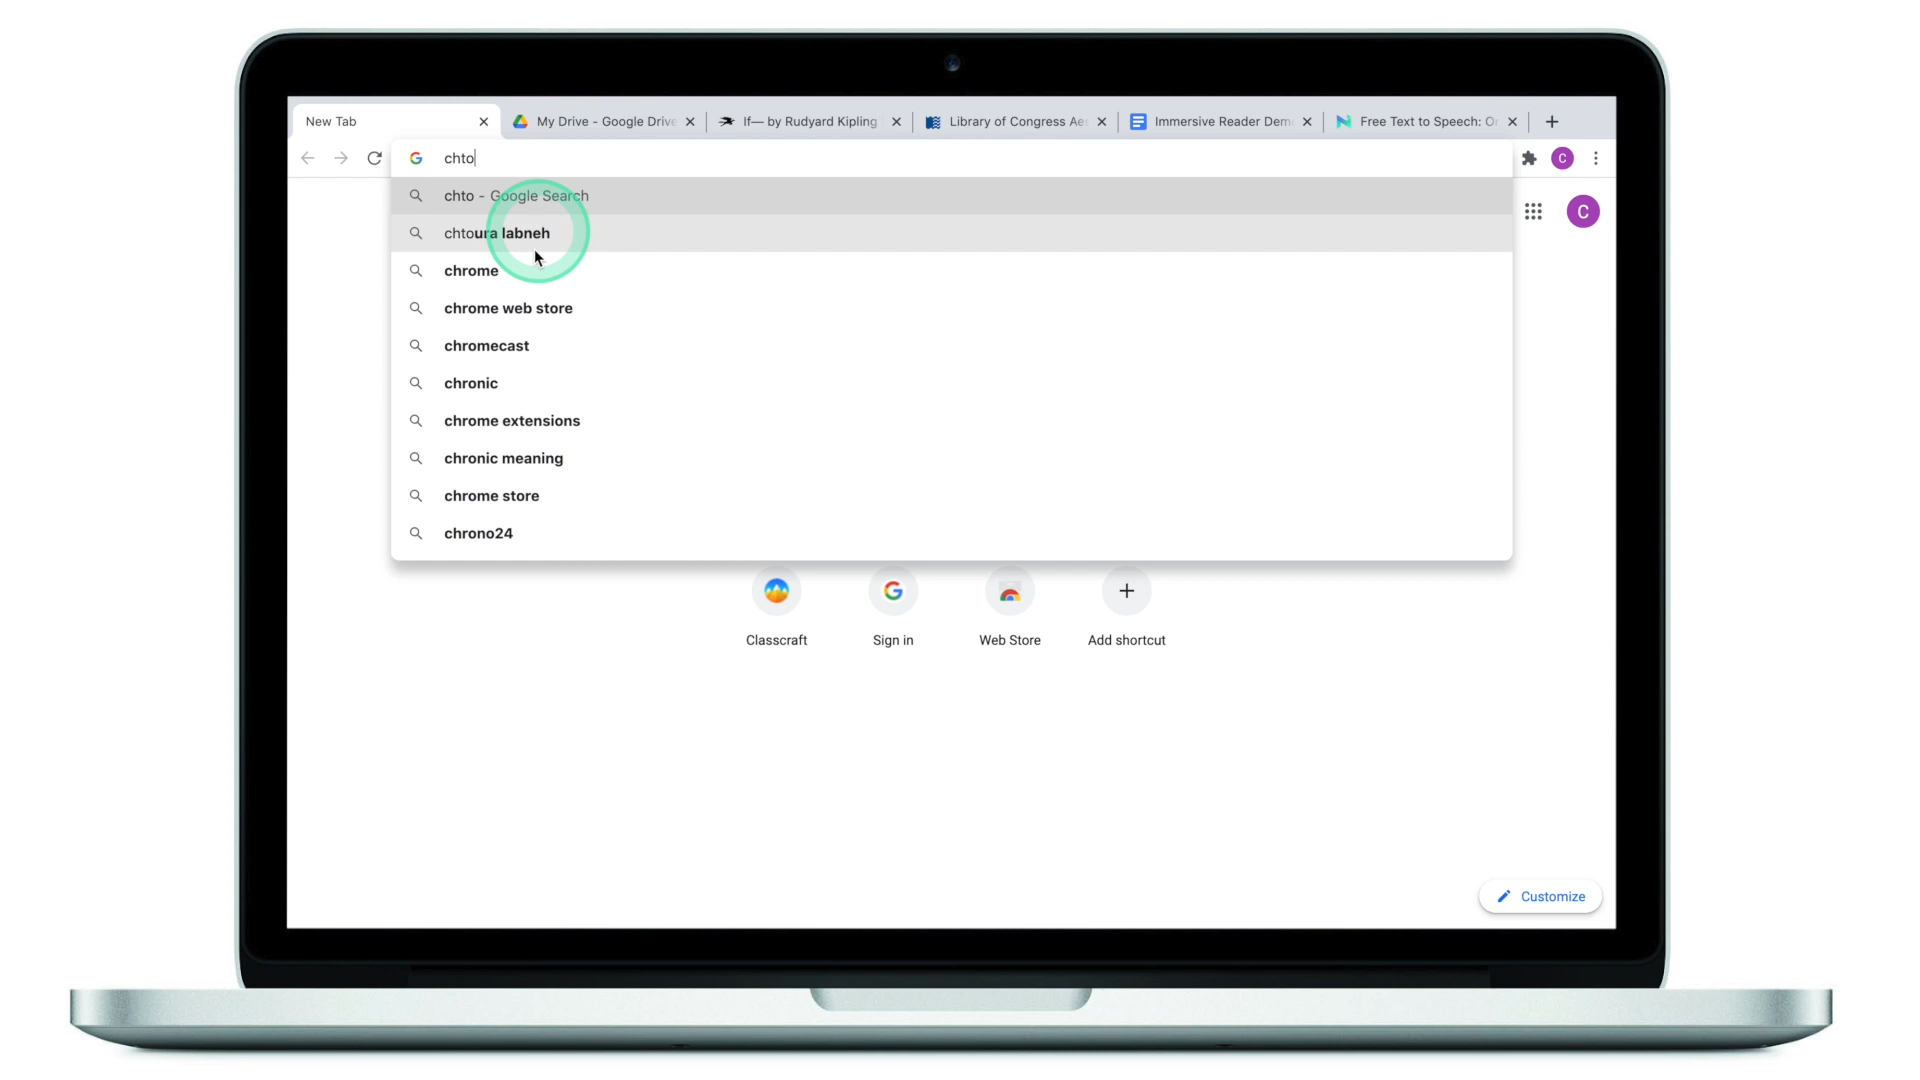 New Tab
My Drive - Google Drive
If— by Rudyard Kipling
Library of Congress Aes
Immersive Reader Dem
Free Text to Speech: O
chto
C
chto - Google Search
C
chtoura labneh
chrome
chrome web store
chromecast
chronic
chrome extensions
chronic meaning
chrome store
chrono24
Classcraft
Sign in
Web Store
Add shortcut
Customize